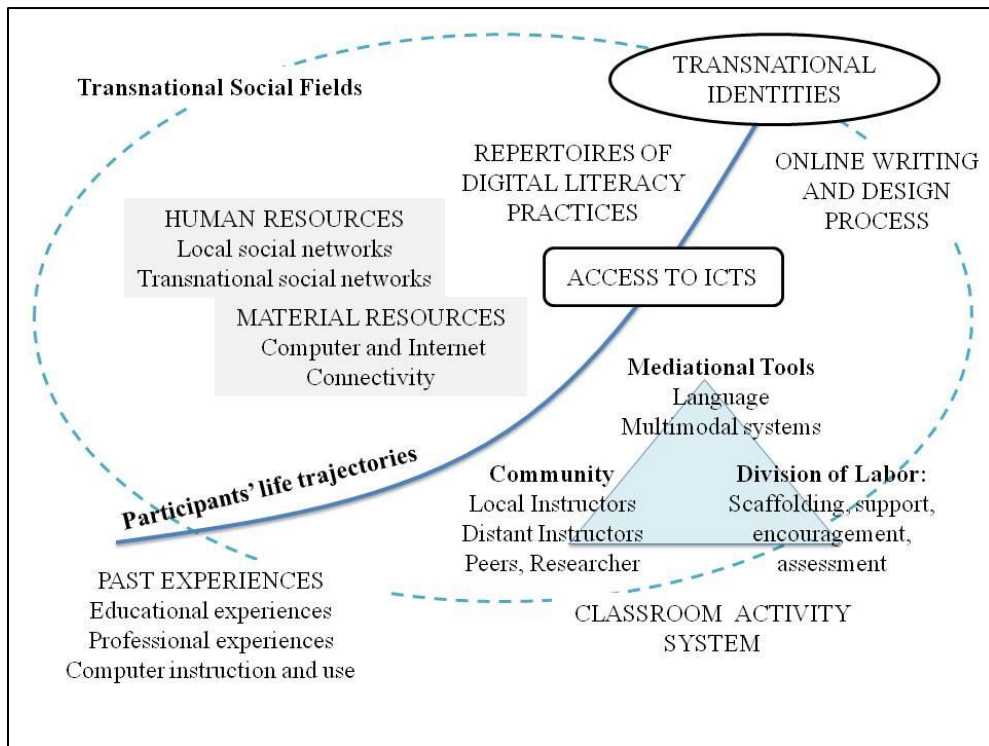 Transnational Social Fields
TRANSNATIONAL
IDENTITIES
REPERTOIRES OF
DIGITAL LITERACY
PRACTICES
ONLINE WRITING
AND DESIGN
PROCESS
HUMAN RESOURCES
Local social networks
Transnational social networks
MATERIAL RESOURCES
Computer and Internet
Connectivity
ACCESS TO ICTS
Participants’ life trajectories
Mediational Tools
Language
Multimodal systems
Community
Local Instructors
Distant Instructors
Peers, Researcher
Division of Labor:
Scaffolding, support,
encouragement,
assessment
PAST EXPERIENCES
Educational experiences
Professional experiences
Computer instruction and use
CLASSROOM ACTIVITY
SYSTEM